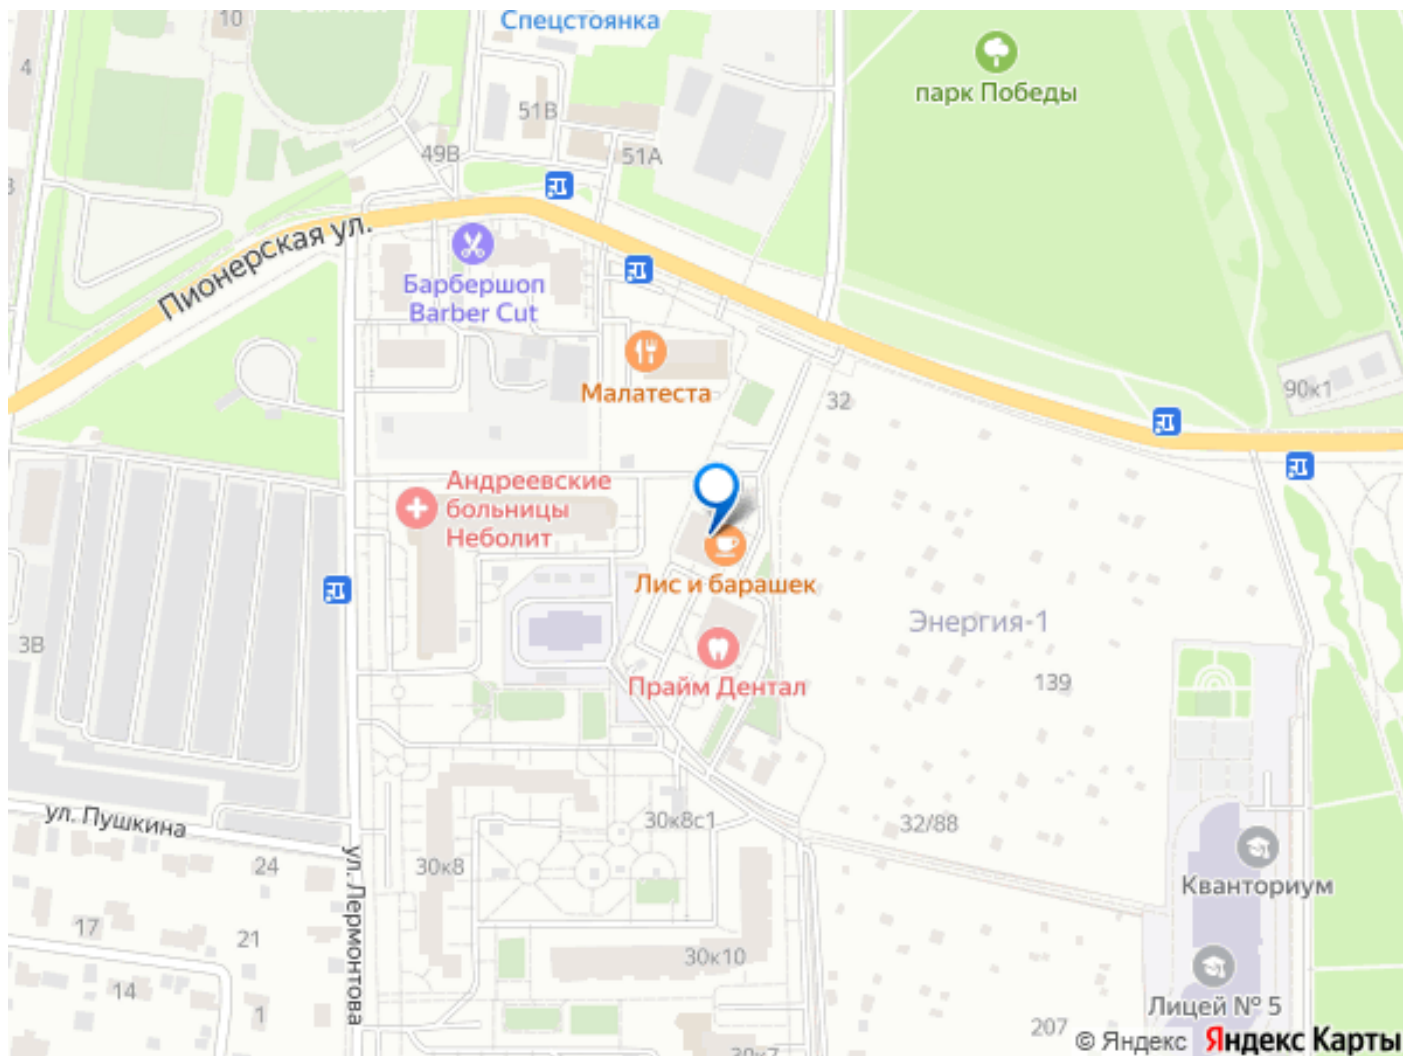 10
Спецстоянка
4
парк Победы
51В
49В
51А
Пионерская ул.
Барбершоп
Barber Cut
Малатеста
90к1
32
Андреевские
больницы
Неболит
Лис и барашек
Энергия-1
3В
139
Прайм Дентал
ул. Пушкина
30к8с1
32/88
24
30к8
ул. Лермонтова
Кванториум
17
21
30к10
14
1
Лицей № 5
207
© Яндекс Яндекс Карты
30к7